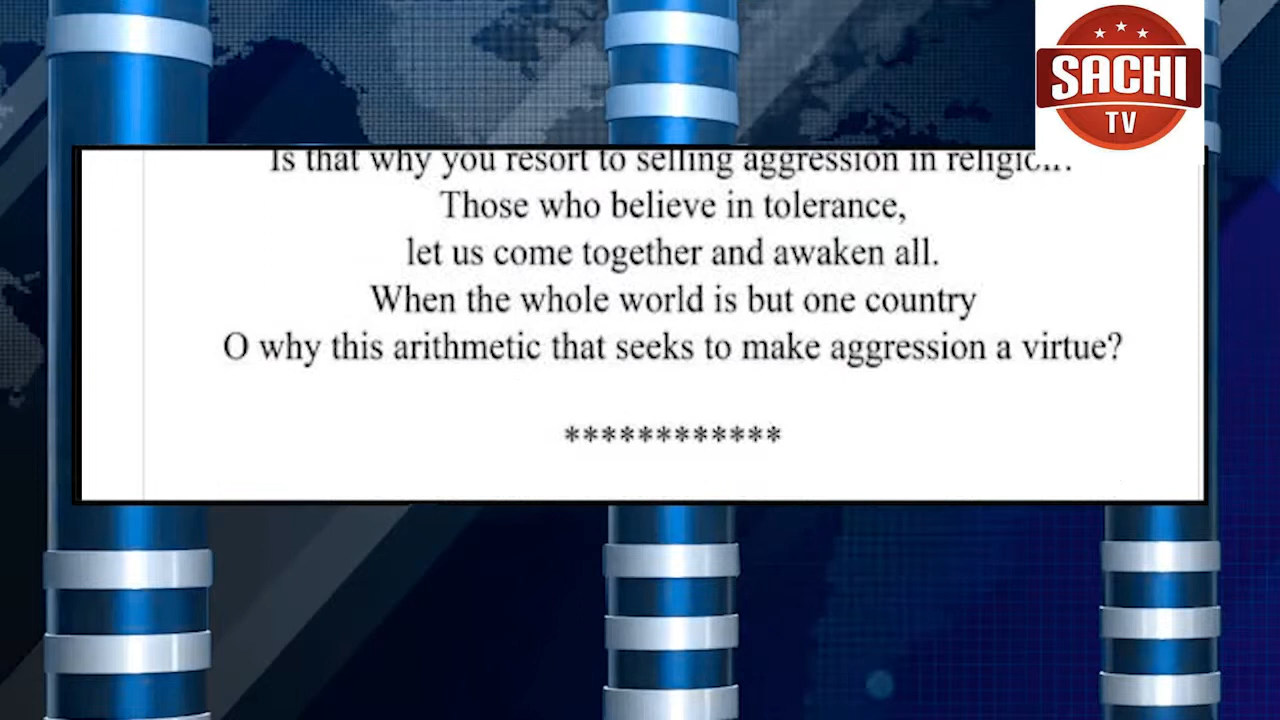 SACHI
TV
Is that why you resort to selling aggression in
Those who believe in tolerance,
let us come together and awaken all.
When the whole world is but one country
O why this arithmetic that seeks to make aggression a virtue?
************